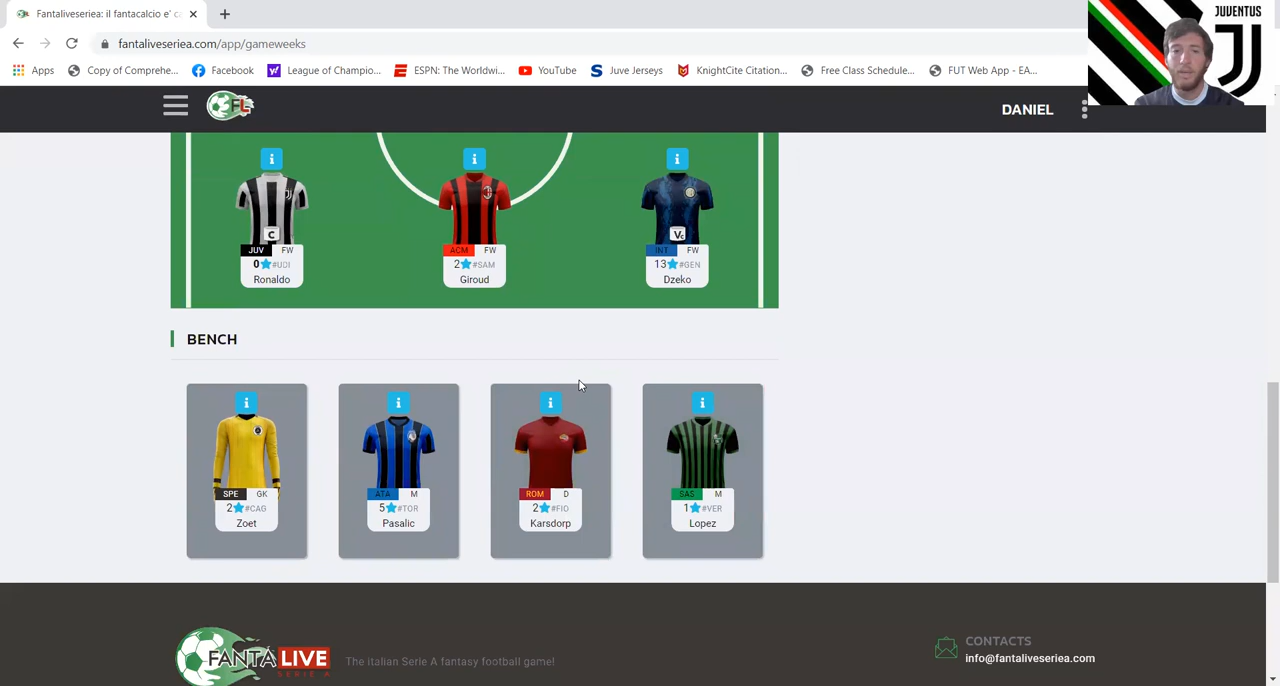 Fantaliveseriea: il fantacalcio e' ca
JUVENTUS
fantaliveseriea.com/app/gameweeks
Apps
Copy of Comprehe...
Facebook
League of Champio...
ESPN: The Worldwi...
YouTube
Juve Jerseys
KnightCite Citation...
Free Class Schedule...
FUT Web App - EA...
FL
DANIEL
C
JUV FW
0 #UDI
Ronaldo
ACM FW
2 #SAM
Giroud
Vc
INT FW
13 #GEN
Dzeko
BENCH
SPE GK
2 #CAG
Zoet
ATA M
5 #TOR
Pasalic
ROM D
2 #FIO
Karsdorp
SAS M
1 #VER
Lopez
FANTA LIVE
SERIE A
The italian Serie A fantasy football game!
CONTACTS
info@fantaliveseriea.com